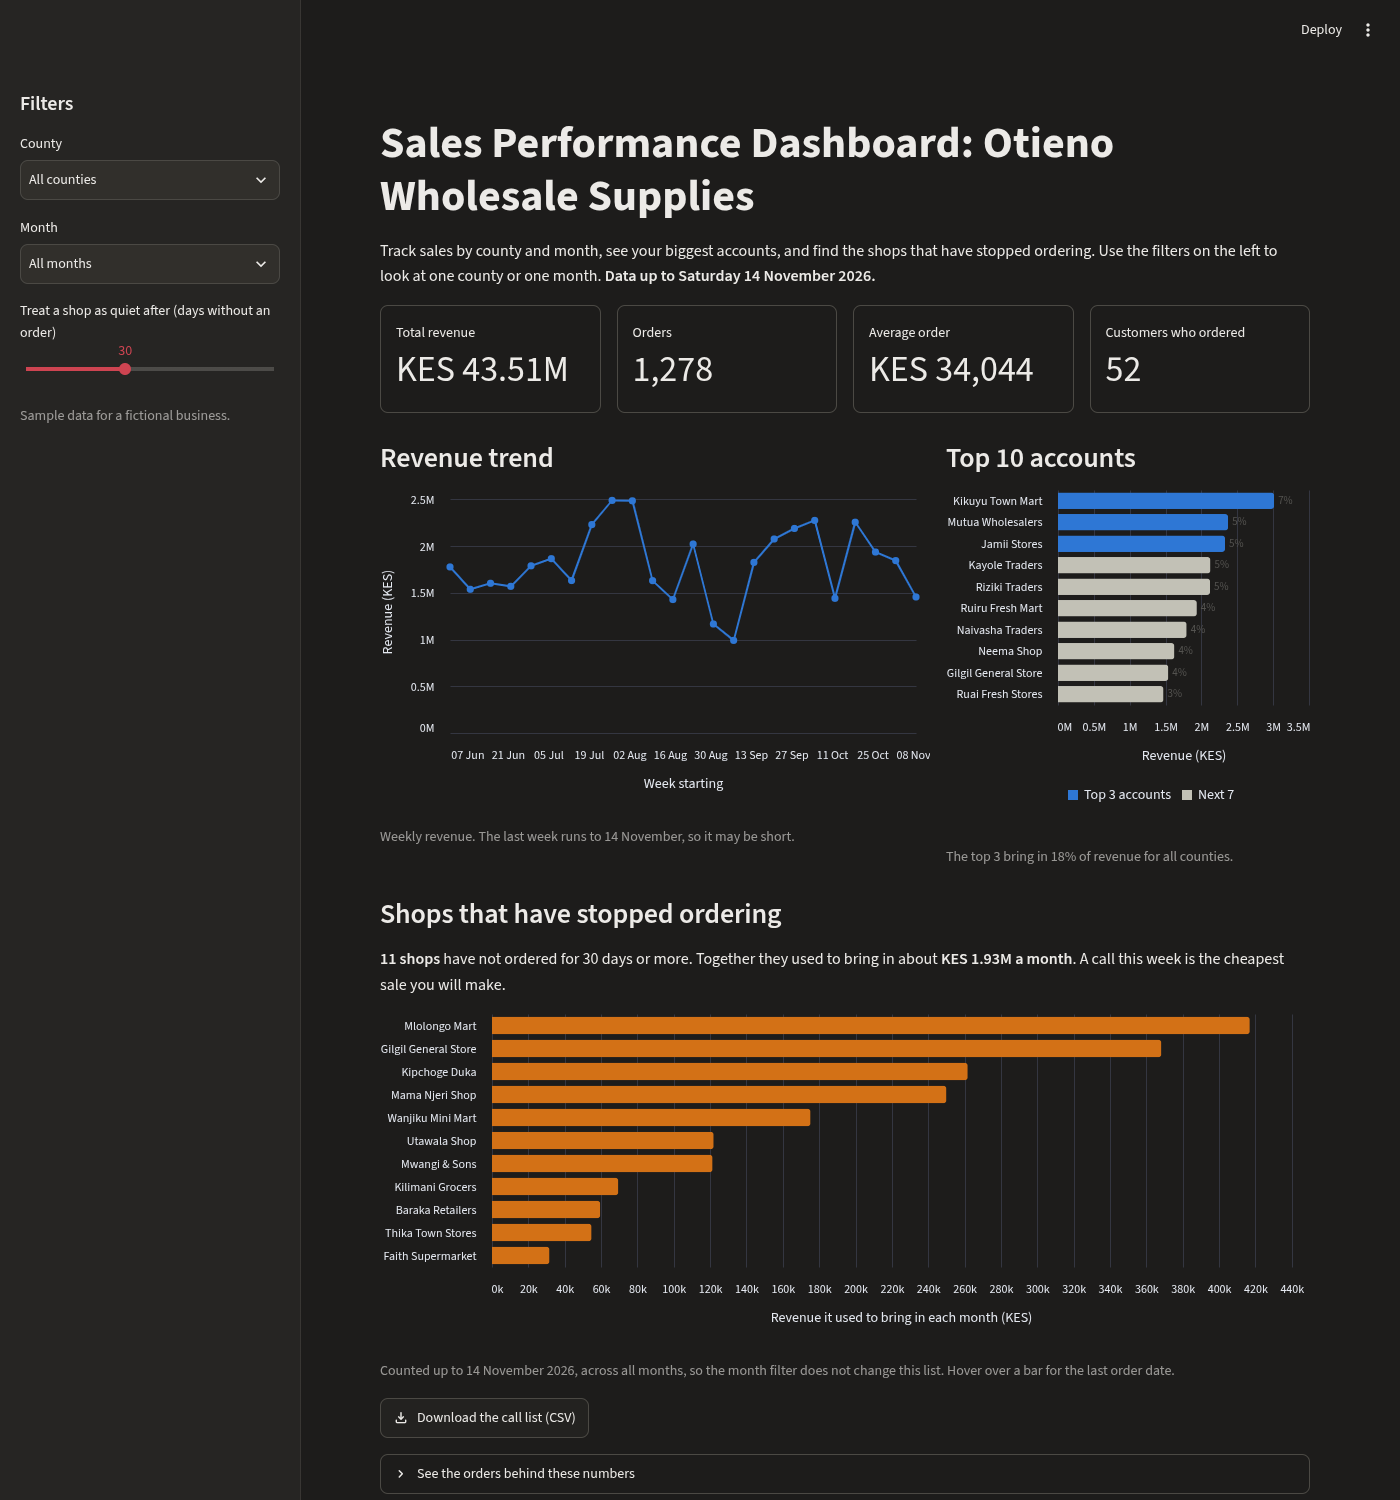 Deploy
Filters
County
All counties
Month
All months
Treat a shop as quiet after (days without an
order)
30
Sample data for a fictional business.
Sales Performance Dashboard: Otieno
Wholesale Supplies
Track sales by county and month, see your biggest accounts, and find the shops that have stopped ordering. Use the filters on the left to
look at one county or one month. Data up to Saturday 14 November 2026.
Total revenue
KES 43.51M
Orders
1,278
Average order
KES 34,044
Customers who ordered
52
Revenue trend
2.5M
2M
1.5M
1M
0.5M
0M
Revenue (KES)
07 Jun 21 Jun 05 Jul 19 Jul 02 Aug 16 Aug 30 Aug 13 Sep 27 Sep 11 Oct 25 Oct 08 Nov
Week starting
Weekly revenue. The last week runs to 14 November, so it may be short.
Top 10 accounts
Kikuyu Town Mart 7%
Mutua Wholesalers 5%
Jamii Stores 5%
Kayole Traders 5%
Riziki Traders 5%
Ruiru Fresh Mart 4%
Naivasha Traders 4%
Neema Shop 4%
Gilgil General Store 4%
Ruai Fresh Stores 3%
0M 0.5M 1M 1.5M 2M 2.5M 3M 3.5M
Revenue (KES)
Top 3 accounts Next 7
The top 3 bring in 18% of revenue for all counties.
Shops that have stopped ordering
11 shops have not ordered for 30 days or more. Together they used to bring in about KES 1.93M a month. A call this week is the cheapest
sale you will make.
Mlolongo Mart
Gilgil General Store
Kipchoge Duka
Mama Njeri Shop
Wanjiku Mini Mart
Utawala Shop
Mwangi & Sons
Kilimani Grocers
Baraka Retailers
Thika Town Stores
Faith Supermarket
0k 20k 40k 60k 80k 100k 120k 140k 160k 180k 200k 220k 240k 260k 280k 300k 320k 340k 360k 380k 400k 420k 440k
Revenue it used to bring in each month (KES)
Counted up to 14 November 2026, across all months, so the month filter does not change this list. Hover over a bar for the last order date.
Download the call list (CSV)
See the orders behind these numbers